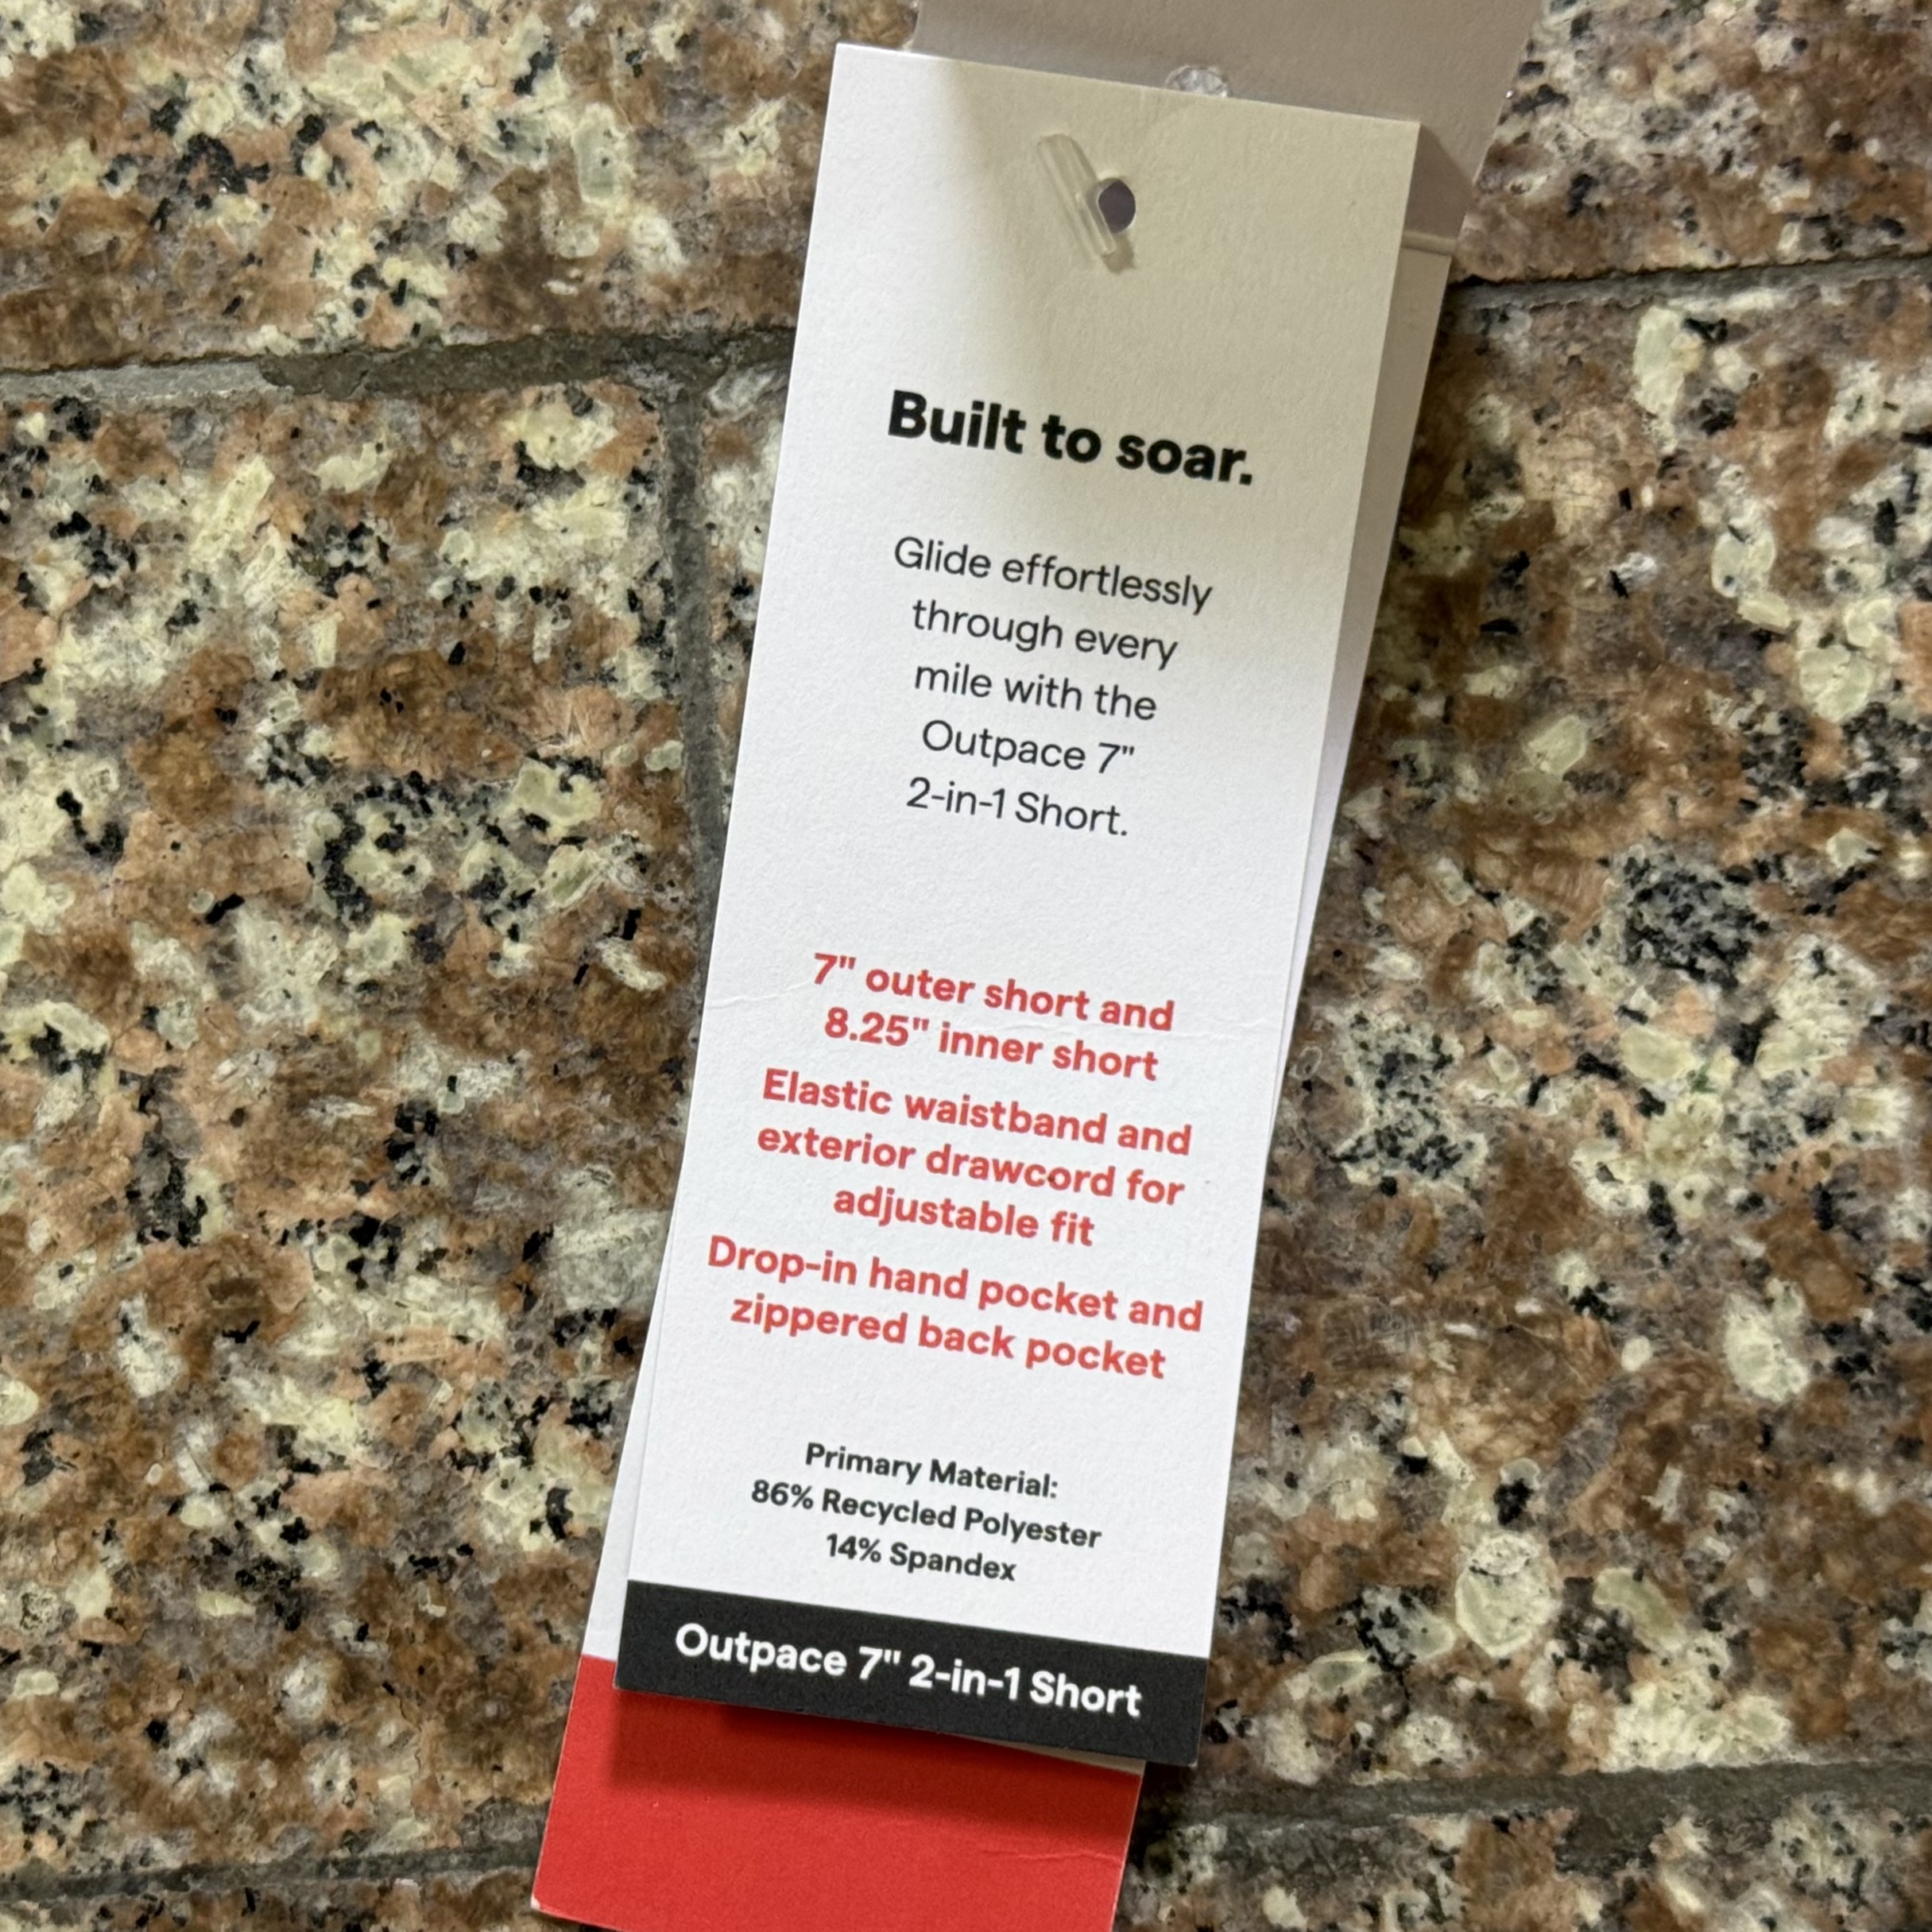 Built to soar.
Glide effortlessly
through every
mile with the
Outpace 7"
2-in-1 Short.
7" outer short and
8.25" inner short
Elastic waistband and
exterior drawcord for
adjustable fit
Drop-in hand pocket and
zippered back pocket
Primary Material:
86% Recycled Polyester
14% Spandex
Outpace 7" 2-in-1 Short